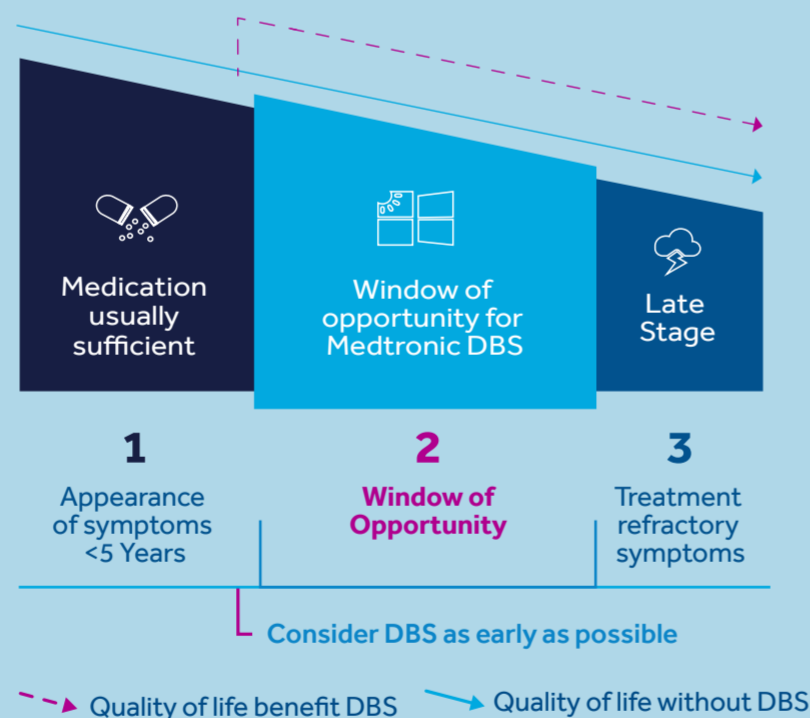 Medication
usually
sufficient
Window of
opportunity for
Medtronic DBS
Late
Stage
1
Appearance
of symptoms
<5 Years
2
Window of
Opportunity
3
Treatment
refractory
symptoms
Consider DBS as early as possible
Quality of life benefit DBS
Quality of life without DBS